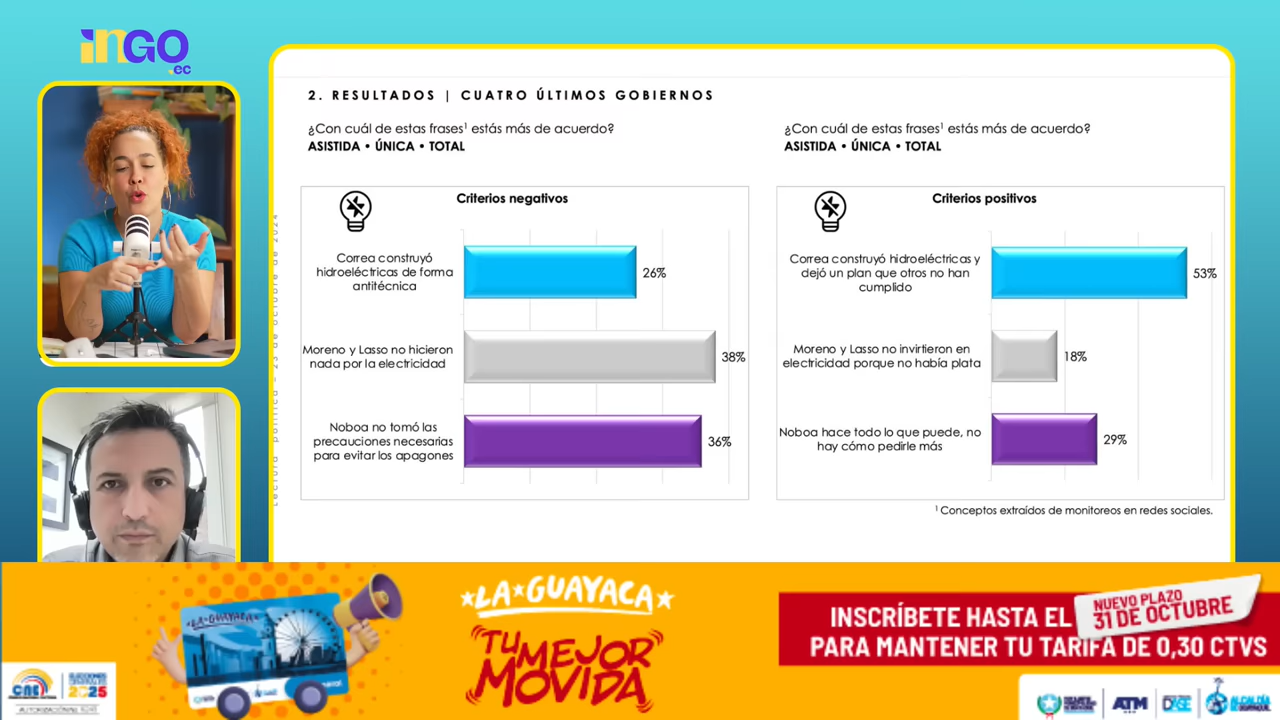 inGO
.ec
2. RESULTADOS | CUATRO ÚLTIMOS GOBIERNOS
¿Con cuál de estas frases¹ estás más de acuerdo?
ASISTIDA • ÚNICA • TOTAL
Criterios negativos
Correa construyó
hidroeléctricas de forma
antitécnica
26%
Moreno y Lasso no hicieron
nada por la electricidad
38%
Noboa no tomó las
precauciones necesarias
para evitar los apagones
36%
¿Con cuál de estas frases¹ estás más de acuerdo?
ASISTIDA • ÚNICA • TOTAL
Criterios positivos
Correa construyó hidroeléctricas y
dejó un plan que otros no han
cumplido
53%
Moreno y Lasso no invirtieron en
electricidad porque no había plata
18%
Noboa hace todo lo que puede, no
hay cómo pedirle más
29%
¹ Conceptos extraídos de monitoreos en redes sociales.
LA GUAYACA
LA GUAYACA
TU MEJOR
MOVIDA
INSCRÍBETE HASTA EL
NUEVO PLAZO
31 DE OCTUBRE
PARA MANTENER TU TARIFA DE 0,30 CTVS
CNE
2025
ATM
ALCALDÍA